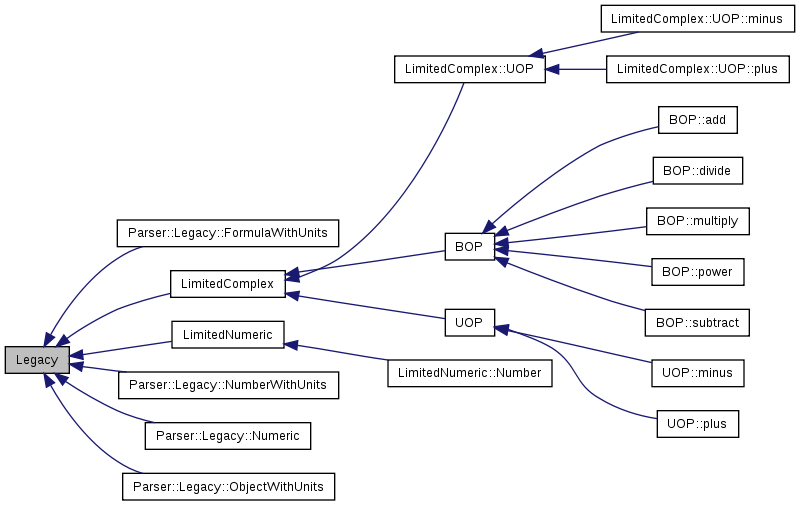 LimitedComplex::UOP::minus
LimitedComplex::UOP
LimitedComplex::UOP::plus
BOP::add
BOP::divide
BOP::multiply
Parser::Legacy::FormulaWithUnits
BOP
BOP::power
LimitedComplex
UOP
BOP::subtract
LimitedNumeric
Legacy
LimitedNumeric::Number
UOP::minus
Parser::Legacy::NumberWithUnits
UOP::plus
Parser::Legacy::Numeric
Parser::Legacy::ObjectWithUnits